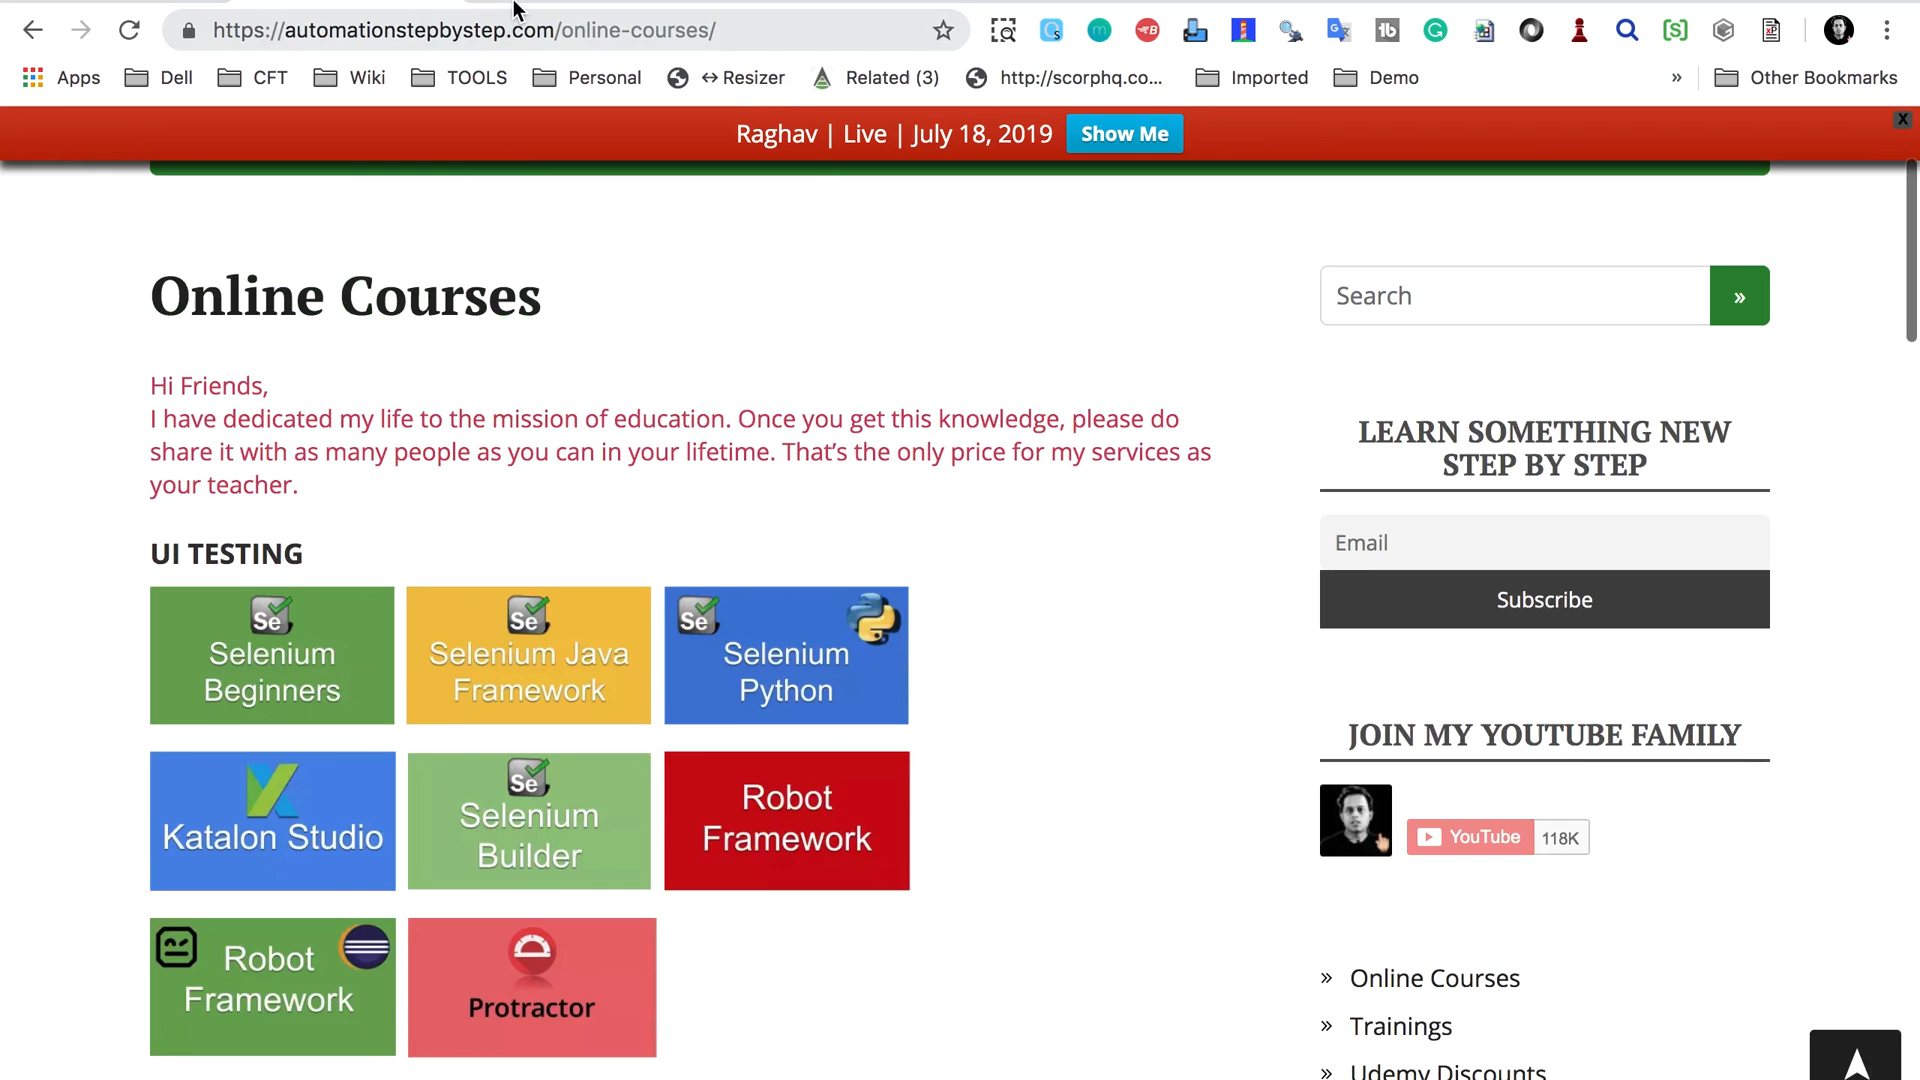 https://automationstepbystep.com/online-courses/
Apps Dell CFT Wiki TOOLS Personal ↔Resizer Related (3) http://scorphq.co... Imported Demo » Other Bookmarks
Raghav | Live | July 18, 2019 Show Me X
Online Courses
Hi Friends,
I have dedicated my life to the mission of education. Once you get this knowledge, please do
share it with as many people as you can in your lifetime. That’s the only price for my services as
your teacher.
UI TESTING
Se
Selenium
Beginners
Se
Selenium Java
Framework
Se
Selenium
Python
Katalon Studio
Se
Selenium
Builder
Robot
Framework
Robot
Framework
Protractor
Search »
LEARN SOMETHING NEW
STEP BY STEP
Email
Subscribe
JOIN MY YOUTUBE FAMILY
YouTube 118K
» Online Courses
» Trainings
» Udemy Discounts